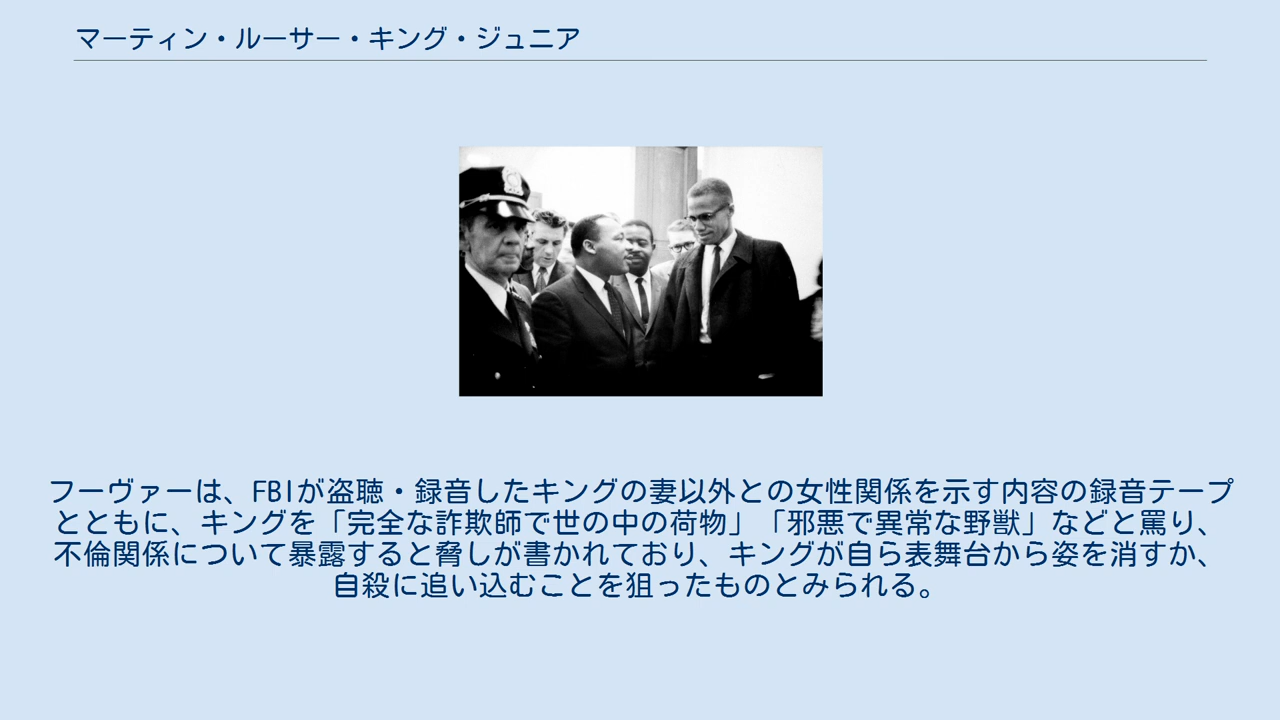 マーティン・ルーサー・キング・ジュニア
フーヴァーは、FBIが盗聴・録音したキングの妻以外との女性関係を示す内容の録音テープ
とともに、キングを「完全な詐欺師で世の中の荷物」「邪悪で異常な野獣」などと罵り、
不倫関係について暴露すると脅しが書かれており、キングが自ら表舞台から姿を消すか、
自殺に追い込むことを狙ったものとみられる。